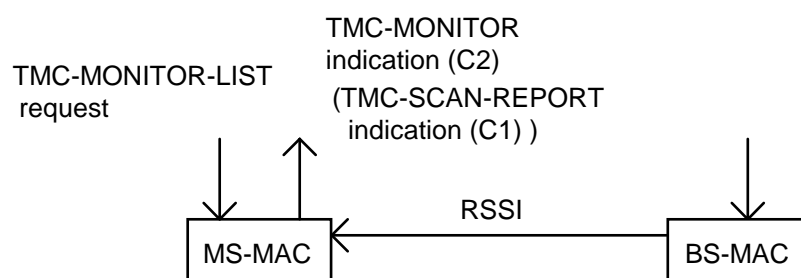 TMC-MONITOR
indication (C2)
TMC-MONITOR-LIST
request
(TMC-SCAN-REPORT
indication (C1) )
RSSI
MS-MAC
BS-MAC